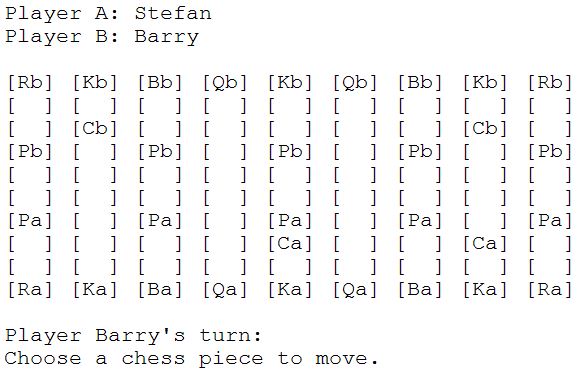 Player A: Stefan
Player B: Barry
[Rb] [Kb] [Bb] [Qb] [Kb] [Qb] [Bb] [Kb] [Rb]
[  ] [  ] [  ] [  ] [  ] [  ] [  ] [  ] [  ]
[  ] [Cb] [  ] [  ] [  ] [  ] [  ] [Cb] [  ]
[Pb] [  ] [Pb] [  ] [Pb] [  ] [Pb] [  ] [Pb]
[  ] [  ] [  ] [  ] [  ] [  ] [  ] [  ] [  ]
[  ] [  ] [  ] [  ] [  ] [  ] [  ] [  ] [  ]
[Pa] [  ] [Pa] [  ] [Pa] [  ] [Pa] [  ] [Pa]
[  ] [  ] [  ] [  ] [Ca] [  ] [  ] [Ca] [  ]
[  ] [  ] [  ] [  ] [  ] [  ] [  ] [  ] [  ]
[Ra] [Ka] [Ba] [Qa] [Ka] [Qa] [Ba] [Ka] [Ra]
Player Barry's turn:
Choose a chess piece to move.